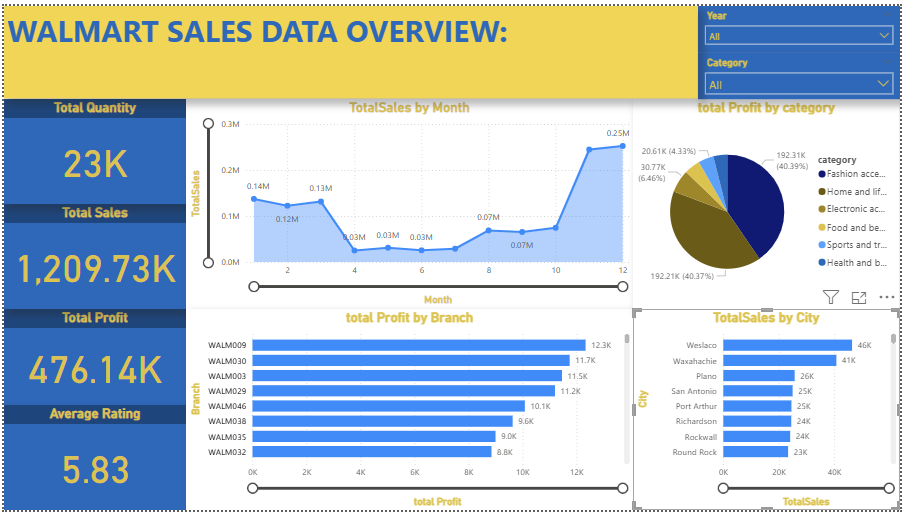 WALMART SALES DATA OVERVIEW:
Year
All
Category
All
Total Quantity
23K
Total Sales
1,209.73K
Total Profit
476.14K
Average Rating
5.83
TotalSales by Month
TotalSales
0.3M
0.2M
0.1M
0.0M
0.14M
0.12M
0.13M
0.03M
0.03M
0.03M
0.07M
0.07M
0.25M
2
4
6
8
10
12
Month
total Profit by category
20.61K (4.33%)
30.77K
(6.46%)
192.31K
(40.39%)
192.21K (40.37%)
category
Fashion acce...
Home and lif...
Electronic ac...
Food and be...
Sports and tr...
Health and b...
total Profit by Branch
Branch
WALM009 12.3K
WALM030 11.7K
WALM003 11.5K
WALM029 11.2K
WALM046 10.1K
WALM038 9.6K
WALM035 9.0K
WALM032 8.8K
0K 2K 4K 6K 8K 10K 12K
total Profit
TotalSales by City
City
Weslaco 46K
Waxahachie 41K
Plano 26K
San Antonio 25K
Port Arthur 25K
Richardson 24K
Rockwall 24K
Round Rock 23K
0K 20K 40K
TotalSales